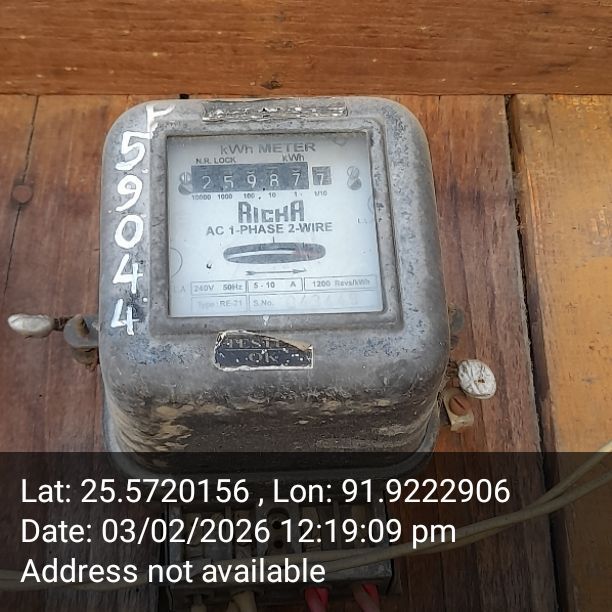 F
59044
kWh METER
N.R. LOCK kWh
2 5 9 8 7 7
10000 1000 100 10 1 1/10
RICHA
AC 1-PHASE 2-WIRE
240V 50Hz 5 - 10 A 1200 Revs/kWh
Type : RE-21 S.No.
TESTED
OK
Lat: 25.5720156 , Lon: 91.9222906
Date: 03/02/2026 12:19:09 pm
Address not available